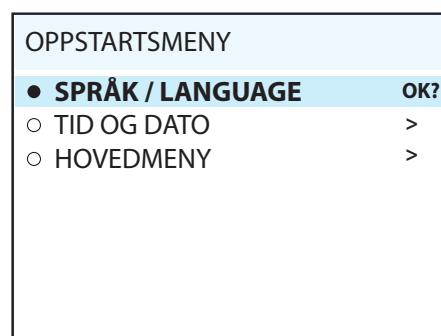 OPPSTARTSMENY
SPRÅK / LANGUAGE OK?
TID OG DATO >
HOVEDMENY >